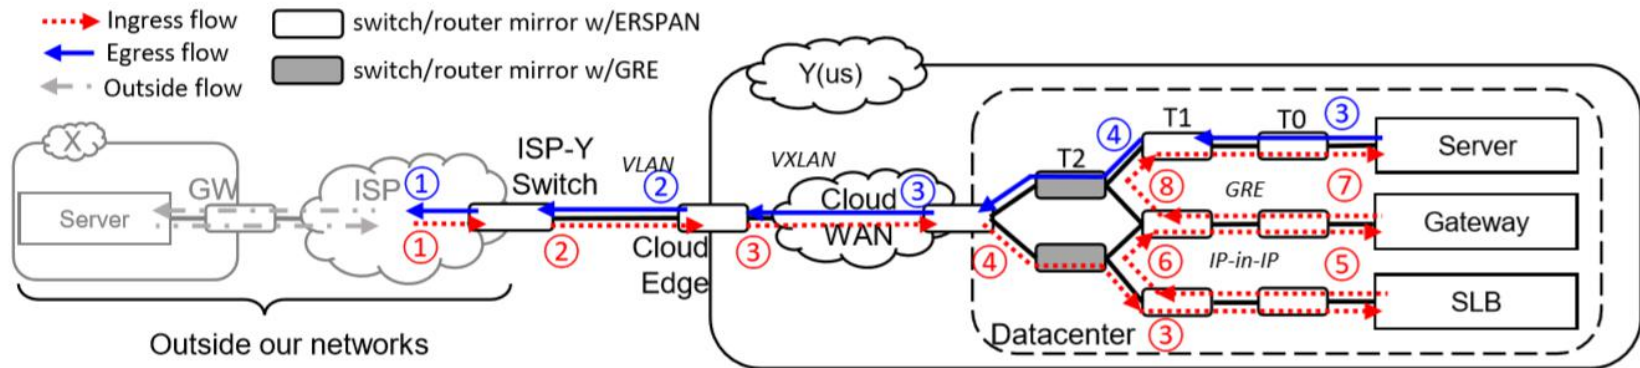 Ingress flow
Egress flow
Outside flow
switch/router mirror w/ERSPAN
switch/router mirror w/GRE
X
Server
GW
ISP
ISP-Y
Switch
VLAN
Cloud
Edge
Outside our networks
Y(us)
VXLAN
Cloud
WAN
Datacenter
T2
T1
T0
Server
GRE
Gateway
IP-in-IP
SLB
① ② ③ ③ ④
① ② ③ ④ ③ ⑤ ⑥ ⑦ ⑧